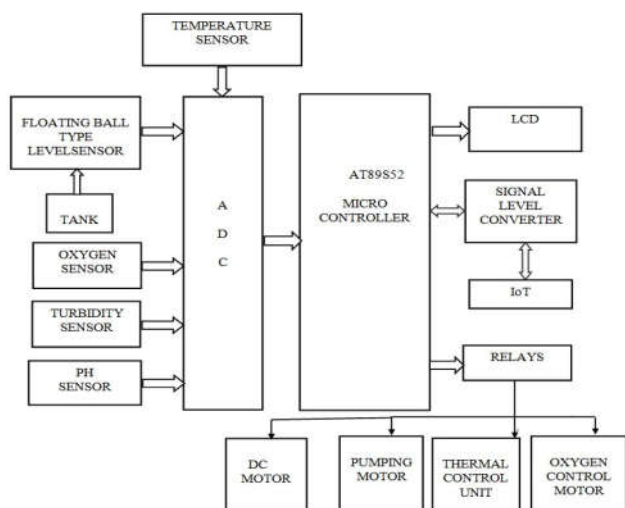 TEMPERATURE
SENSOR
FLOATING BALL
TYPE
LEVELSENSOR
TANK
OXYGEN
SENSOR
TURBIDITY
SENSOR
PH
SENSOR
A
D
C
AT89S52
MICRO
CONTROLLER
LCD
SIGNAL
LEVEL
CONVERTER
IoT
RELAYS
DC
MOTOR
PUMPING
MOTOR
THERMAL
CONTROL
UNIT
OXYGEN
CONTROL
MOTOR